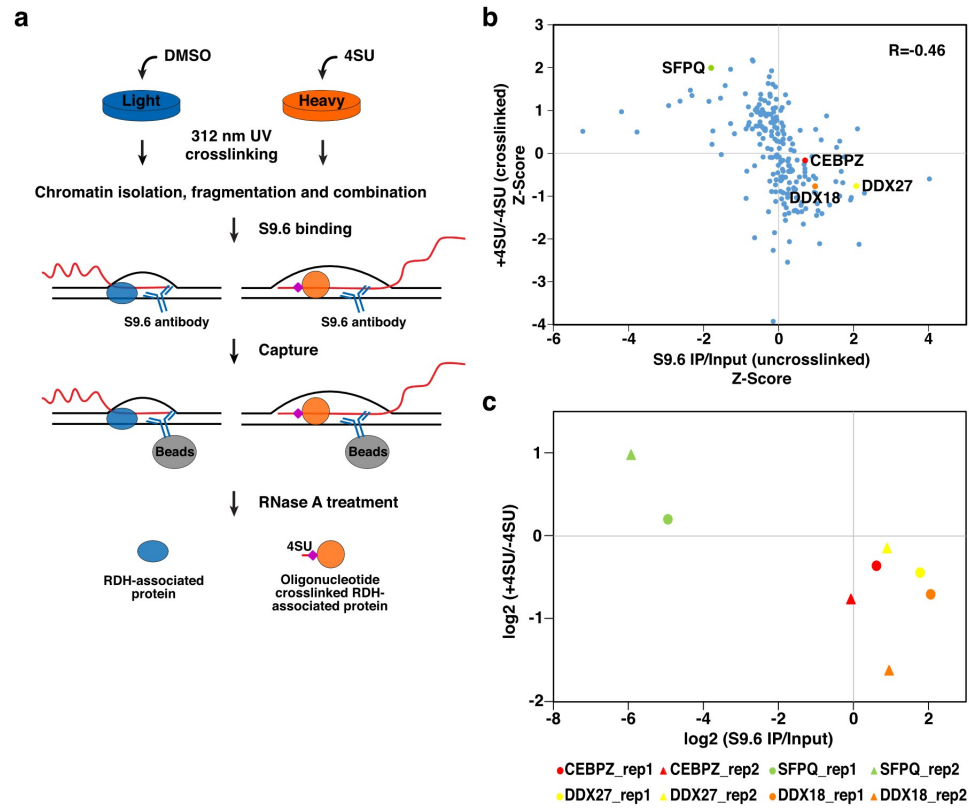 a
DMSO
4SU
Light
Heavy
312 nm UV
crosslinking
Chromatin isolation, fragmentation and combination
S9.6 binding
S9.6 antibody
S9.6 antibody
Capture
Beads
Beads
RNase A treatment
4SU
RDH-associated
protein
Oligonucleotide
crosslinked RDH-
associated protein
b
+4SU/-4SU (crosslinked)
Z-Score
3
2
1
0
-1
-2
-3
-4
R=-0.46
SFPQ
CEBPZ
DDX27
DDX18
-6
-4
-2
0
2
4
S9.6 IP/Input (uncrosslinked)
Z-Score
c
log2 (+4SU/-4SU)
1
0
-1
-2
-8
-6
-4
-2
0
2
log2 (S9.6 IP/Input)
CEBPZ_rep1 CEBPZ_rep2 SFPQ_rep1 SFPQ_rep2
DDX27_rep1 DDX27_rep2 DDX18_rep1 DDX18_rep2